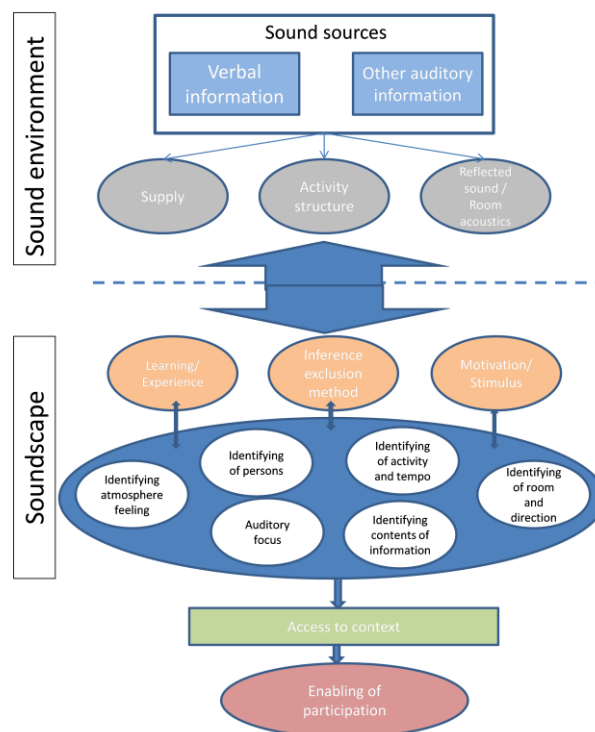 Sound environment
Sound sources
Verbal
information
Other auditory
information
Supply
Activity
structure
Reflected
sound /
Room
acoustics
Soundscape
Learning/
Experience
Inference
exclusion
method
Motivation/
Stimulus
Identifying
atmosphere
feeling
Identifying
of persons
Identifying
of activity
and tempo
Identifying
of room
and
direction
Auditory
focus
Identifying
contents of
information
Access to context
Enabling of
participation